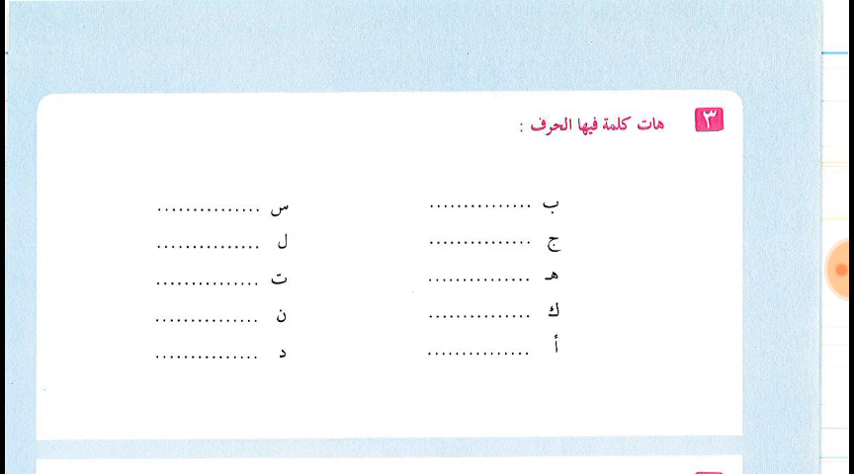 ٣ هات كلمة فيها الحرف :
ب ............... س ...............
ج ............... ل ...............
هـ ............... ت ...............
ك ............... ن ...............
أ ............... د ...............